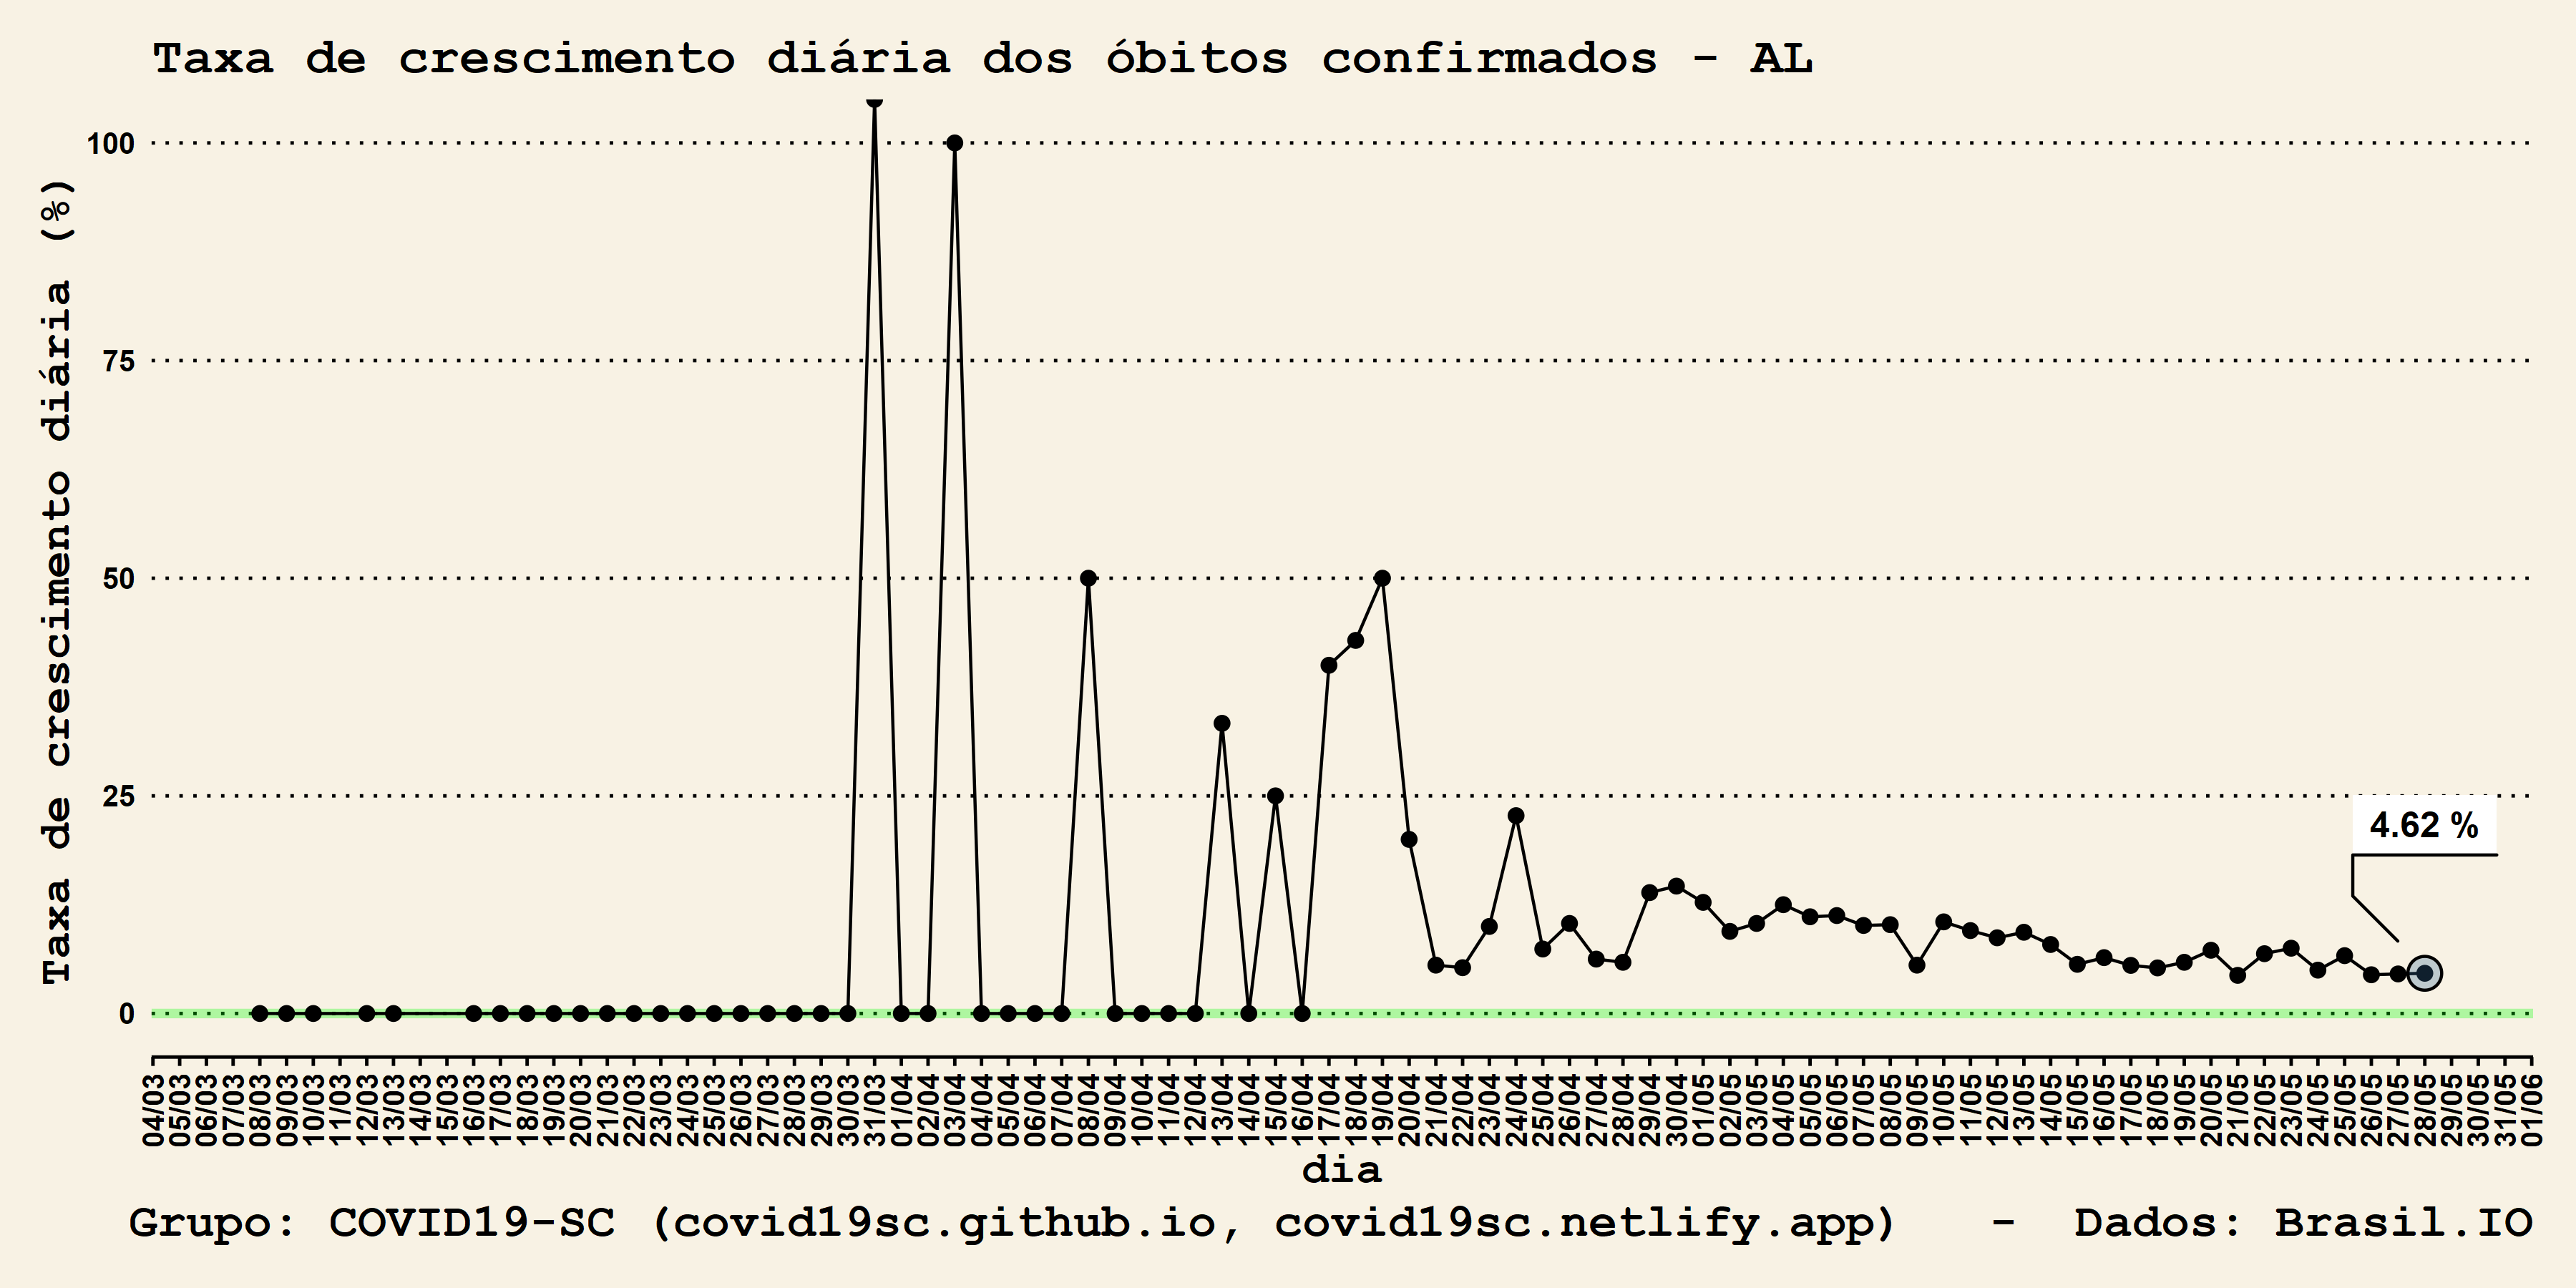 Taxa de crescimento diária dos óbitos confirmados - AL
Taxa de crescimento diária (%)
100
75
50
25
0
4.62 %
04/03 05/03 06/03 07/03 08/03 09/03 10/03 11/03 12/03 13/03 14/03 15/03 16/03 17/03 18/03 19/03 20/03 21/03 22/03 23/03 24/03 25/03 26/03 27/03 28/03 29/03 30/03 31/03 01/04 02/04 03/04 04/04 05/04 06/04 07/04 08/04 09/04 10/04 11/04 12/04 13/04 14/04 15/04 16/04 17/04 18/04 19/04 20/04 21/04 22/04 23/04 24/04 25/04 26/04 27/04 28/04 29/04 30/04 01/05 02/05 03/05 04/05 05/05 06/05 07/05 08/05 09/05 10/05 11/05 12/05 13/05 14/05 15/05 16/05 17/05 18/05 19/05 20/05 21/05 22/05 23/05 24/05 25/05 26/05 27/05 28/05 29/05 30/05 31/05 01/06
dia
Grupo: COVID19-SC (covid19sc.github.io, covid19sc.netlify.app) - Dados: Brasil.IO